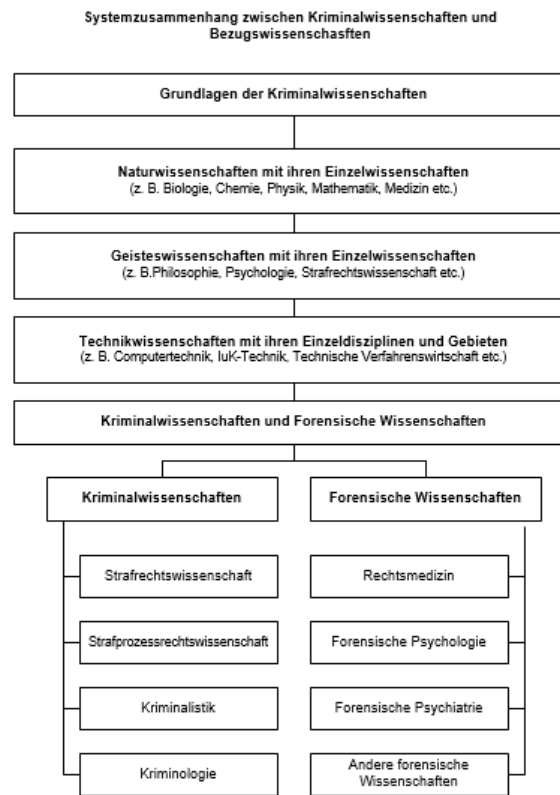 Systemzusammenhang zwischen Kriminalwissenschaften und
Bezugswissenschasften
Grundlagen der Kriminalwissenschaften
Naturwissenschaften mit ihren Einzelwissenschaften
(z. B. Biologie, Chemie, Physik, Mathematik, Medizin etc.)
Geisteswissenschaften mit ihren Einzelwissenschaften
(z. B.Philosophie, Psychologie, Strafrechtswissenschaft etc.)
Technikwissenschaften mit ihren Einzeldisziplinen und Gebieten
(z. B. Computertechnik, IuK-Technik, Technische Verfahrenswirtschaft etc.)
Kriminalwissenschaften und Forensische Wissenschaften
Kriminalwissenschaften
Strafrechtswissenschaft
Strafprozessrechtswissenschaft
Kriminalistik
Kriminologie
Forensische Wissenschaften
Rechtsmedizin
Forensische Psychologie
Forensische Psychiatrie
Andere forensische
Wissenschaften